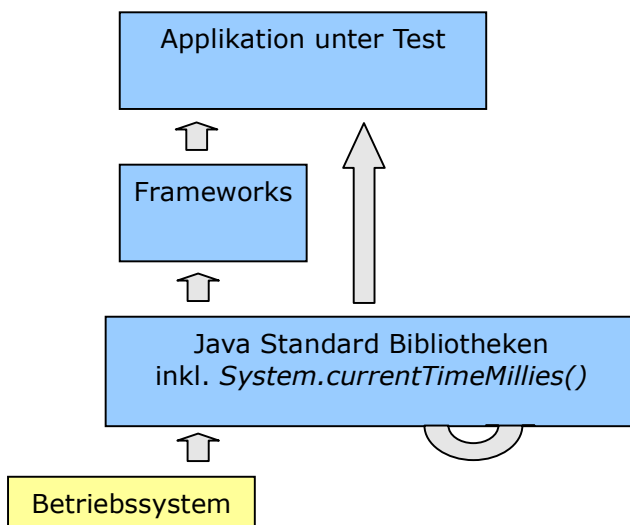 Applikation unter Test
Frameworks
Java Standard Bibliotheken
inkl. System.currentTimeMillies()
Betriebssystem